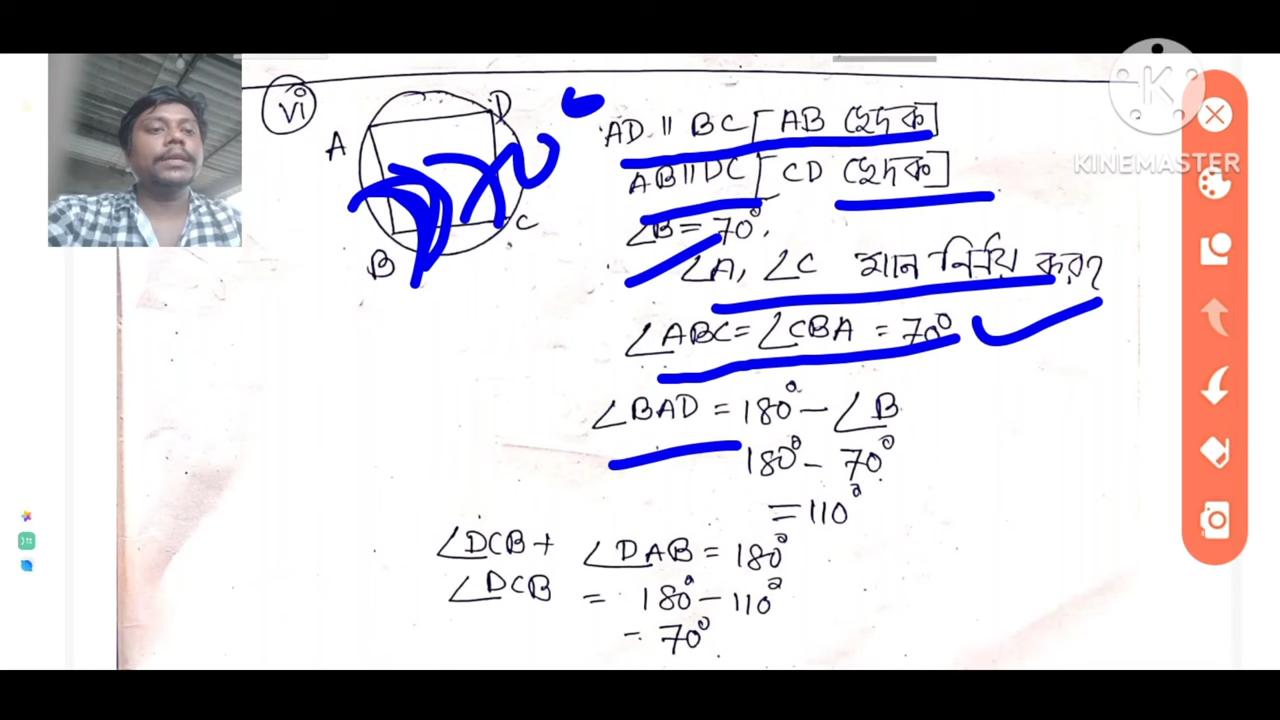 vi
A
D
B
C
AD || BC [ AB ছেদক ]
AB || DC [ CD ছেদক ]
∠B = 70°.
∠A, ∠C মান নির্নয় কর?
∠ABC = ∠CBA = 70°
∠BAD = 180° - ∠B
180° - 70°
= 110°
∠DCB + ∠DAB = 180°
∠DCB = 180° - 110°
= 70°
K
KINEMASTER